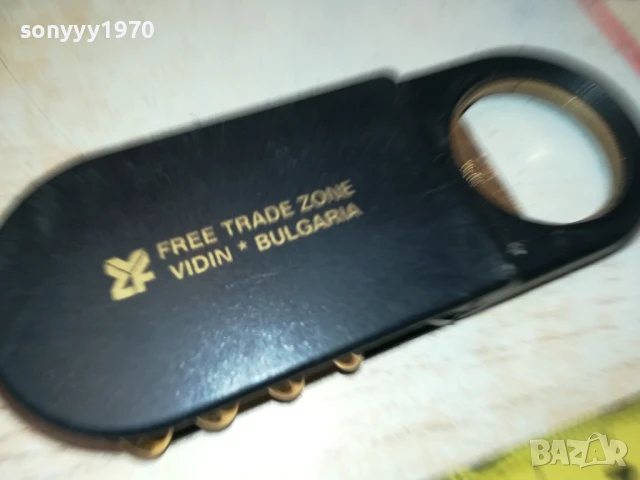 sonyyy1970
FREE TRADE ZONE
VIDIN * BULGARIA
BAZAR